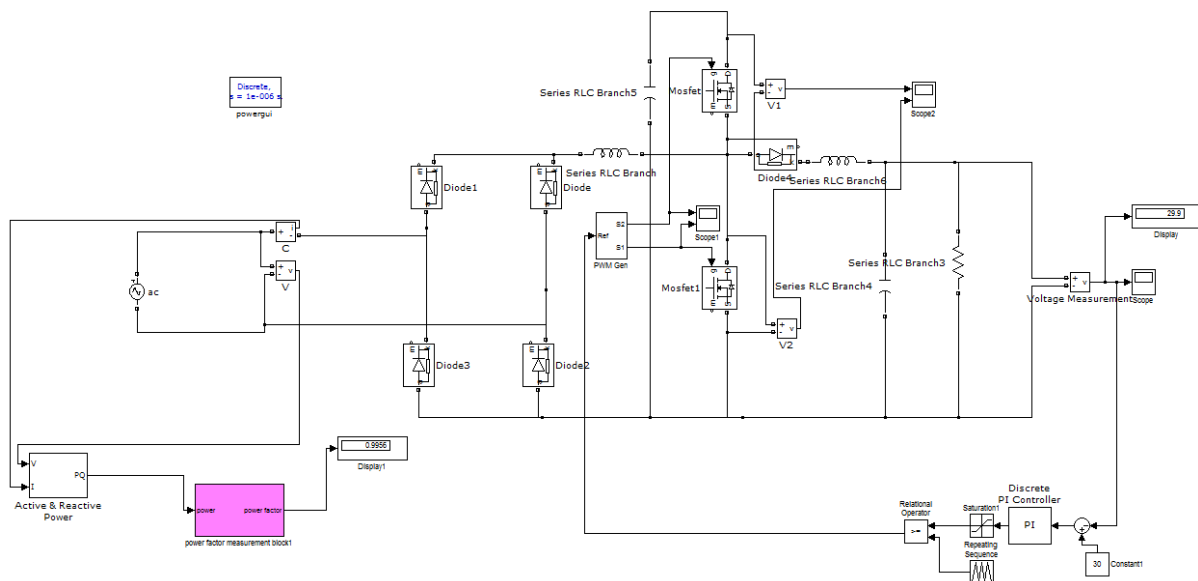 Discrete,
s = 1e-006 s.
powergui
Series RLC Branch5
Mosfet
g
D
m
S
+
-
v
V1
Scope2
Series RLC Branch
m
k
Diode4
Series RLC Branch6
Diode1
Diode
Ref
S2
S1
PWM Gen
Scope1
Mosfet1
g
D
m
S
+
-
v
V2
Series RLC Branch3
Series RLC Branch4
+
-
v
Voltage Measurement
29.9
Display
Scope
+
-
i
C
+
-
v
V
ac
Diode3
Diode2
0.9956
Display1
V
I
PQ
Active & Reactive
Power
power
power factor
power factor measurement block1
Discrete
PI Controller
PI
Saturation1
Relational
Operator
>=
Repeating
Sequence
30
Constant1